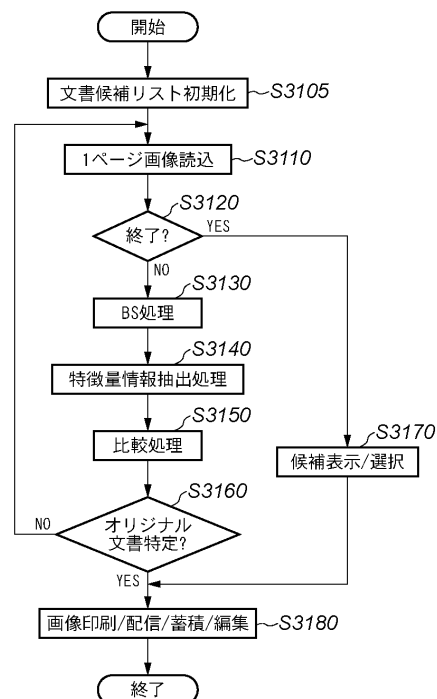 開始
文書候補リスト初期化
S3105
1ページ画像読込
S3110
S3120
終了?
YES
NO
S3130
BS処理
S3140
特徴量情報抽出処理
S3150
比較処理
S3170
候補表示/選択
S3160
NO
オリジナル
文書特定?
YES
画像印刷/配信/蓄積/編集
S3180
終了